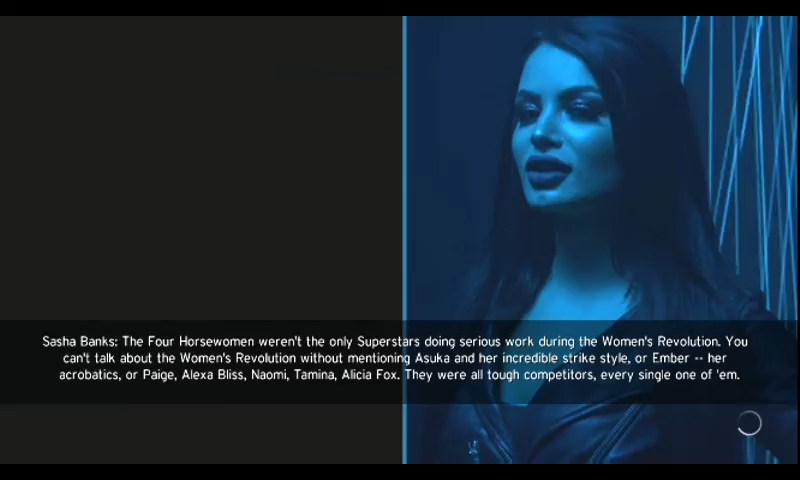 Sasha Banks: The Four Horsewomen weren't the only Superstars doing serious work during the Women's Revolution. You
can't talk about the Women's Revolution without mentioning Asuka and her incredible strike style, or Ember -- her
acrobatics, or Paige, Alexa Bliss, Naomi, Tamina, Alicia Fox. They were all tough competitors, every single one of 'em.